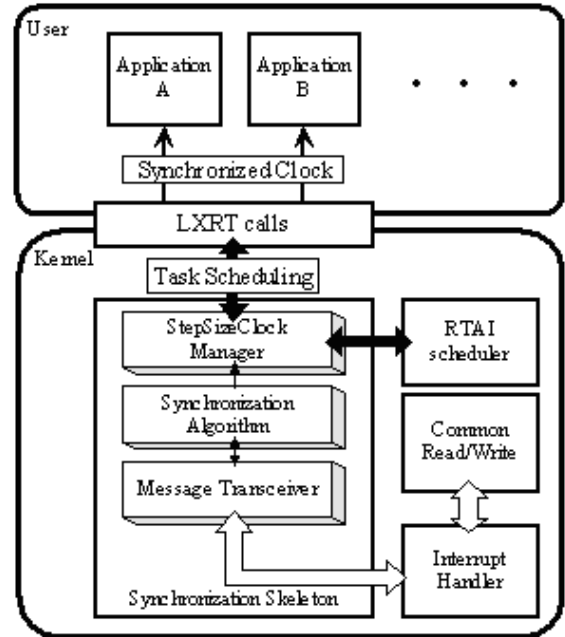 User
Application
A
Application
B
. . .
Synchronized Clock
LXRT calls
Kernel
Task Scheduling
StepSizeClock
Manager
RTAI
scheduler
Synchronization
Algorithm
Common
Read/Write
Message Transceiver
Interrupt
Handler
Synchronization Skeleton